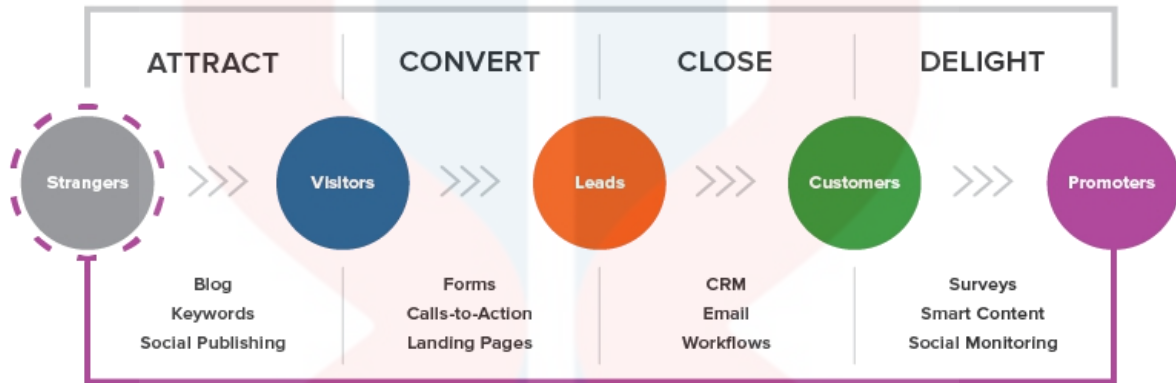 ATTRACT
CONVERT
CLOSE
DELIGHT
Strangers
Visitors
Leads
Customers
Promoters
Blog
Keywords
Social Publishing
Forms
Calls-to-Action
Landing Pages
CRM
Email
Workflows
Surveys
Smart Content
Social Monitoring